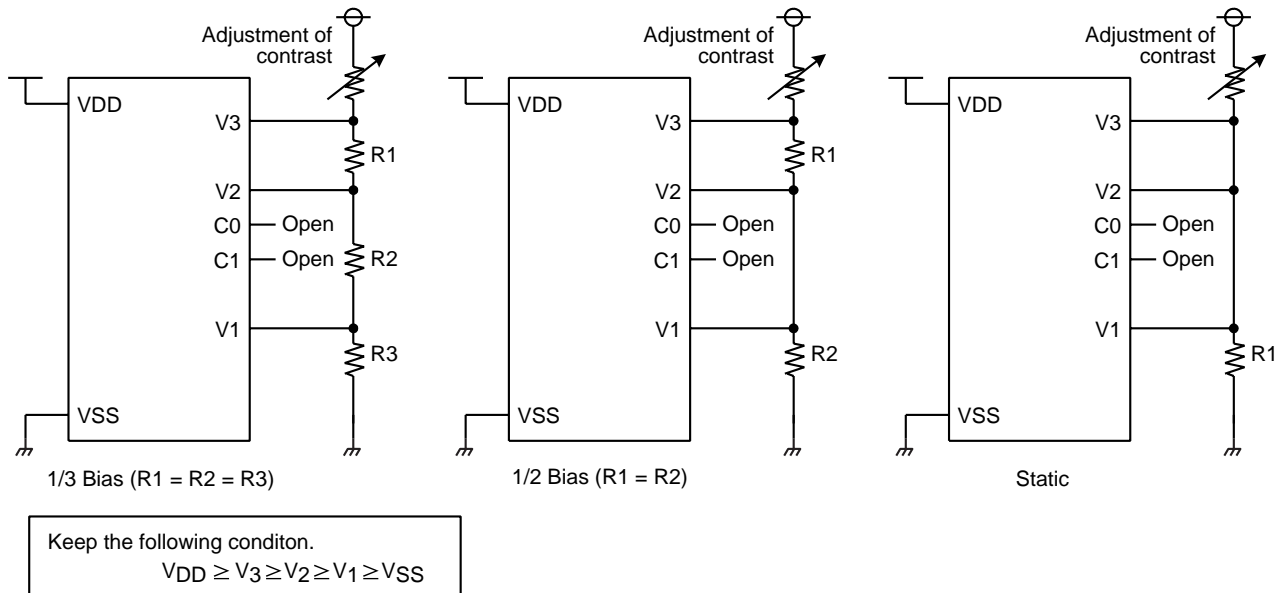 Adjustment of
contrast
VDD
V3
R1
V2
C0
Open
C1
Open
R2
V1
R3
VSS
1/3 Bias (R1 = R2 = R3)
Adjustment of
contrast
VDD
V3
R1
V2
C0
Open
C1
Open
V1
R2
VSS
1/2 Bias (R1 = R2)
Adjustment of
contrast
VDD
V3
V2
C0
Open
C1
Open
V1
R1
VSS
Static
Keep the following conditon.
VDD ≥ V3 ≥ V2 ≥ V1 ≥ VSS